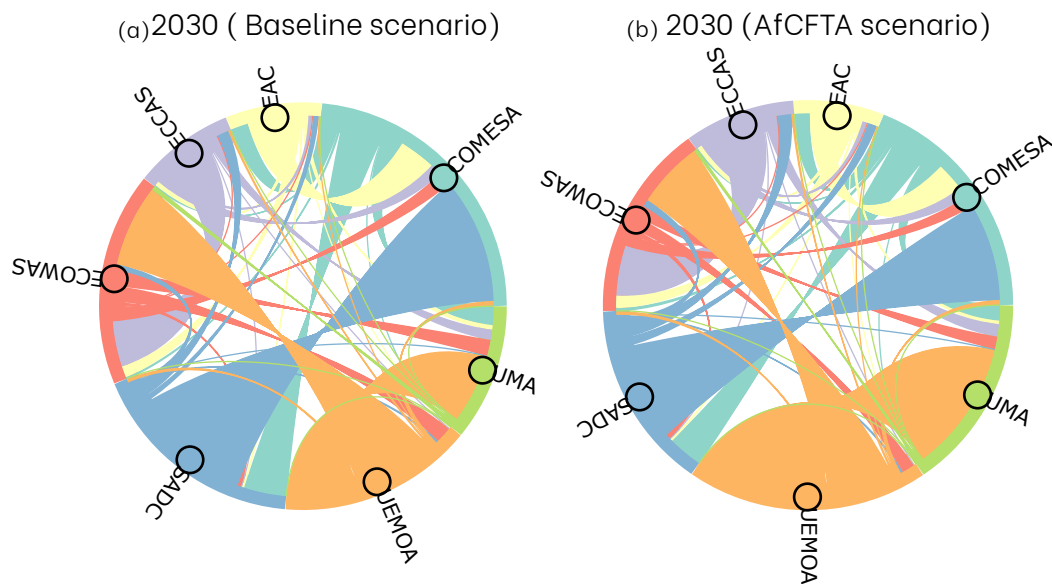 (a) 2030 ( Baseline scenario)
(b) 2030 (AfCFTA scenario)
EAC
ECCAS
COMESA
ECOWAS
UMA
SADC
UEMOA
EAC
ECCAS
COMESA
ECOWAS
UMA
SADC
UEMOA